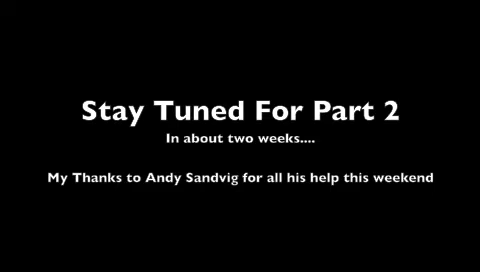 Stay Tuned For Part 2
In about two weeks....
My Thanks to Andy Sandvig for all his help this weekend